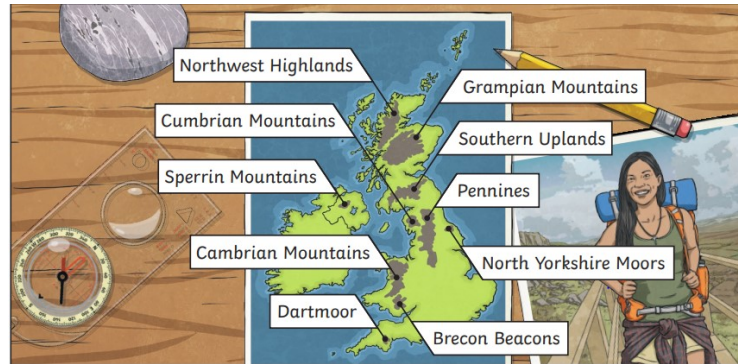 Northwest Highlands
Grampian Mountains
Cumbrian Mountains
Southern Uplands
Sperrin Mountains
Pennines
Cambrian Mountains
North Yorkshire Moors
Dartmoor
Brecon Beacons